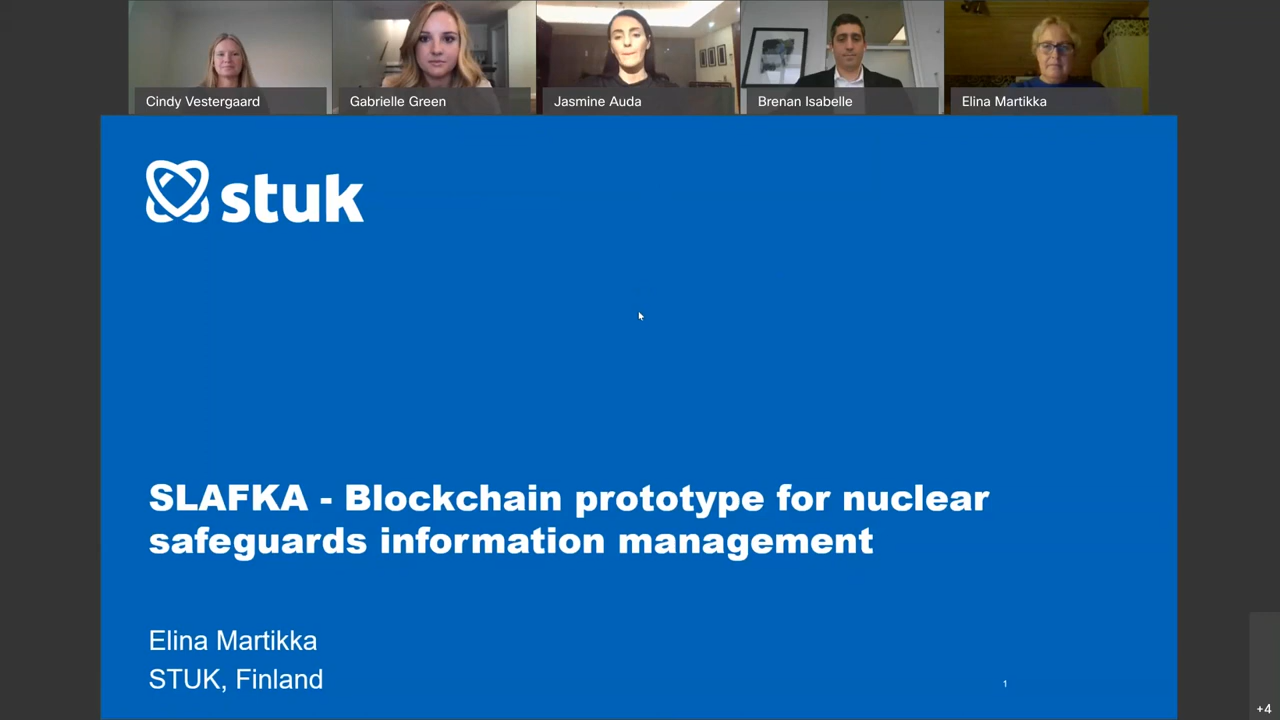 Cindy Vestergaard
Gabrielle Green
Jasmine Auda
Brenan Isabelle
Elina Martikka
stuk
SLAFKA - Blockchain prototype for nuclear
safeguards information management
Elina Martikka
STUK, Finland
1
+4